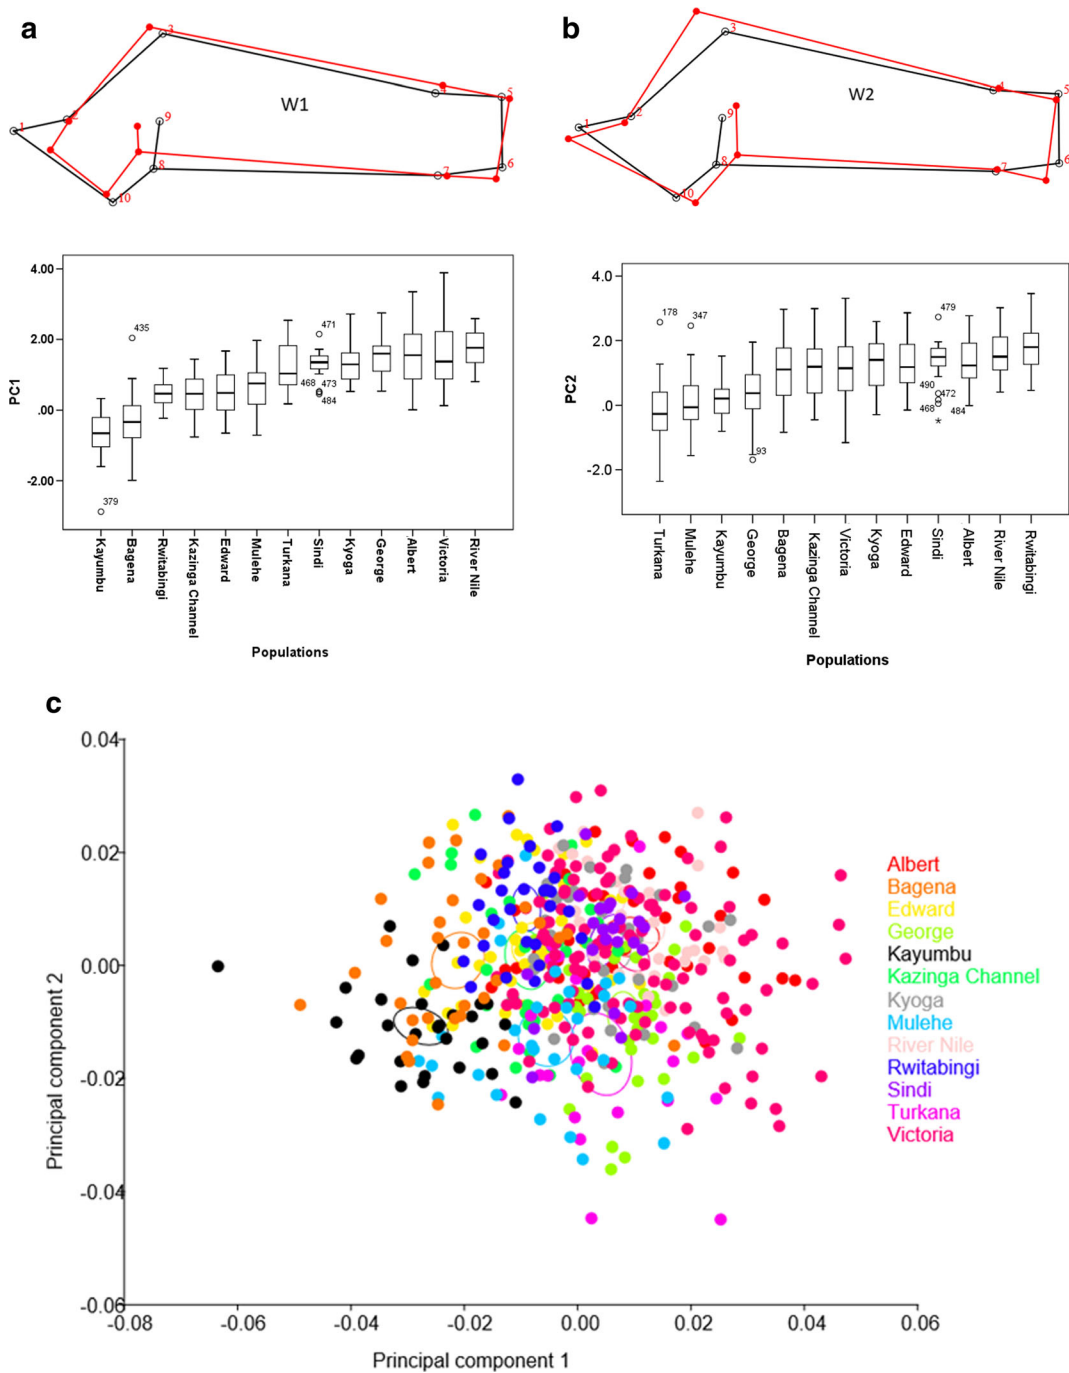 a
1
2
3
4
5
6
7
8
9
10
W1
PC1
4.00
2.00
.00
-2.00
379
435
468
471
473
484
Kayumbu
Bagena
Rwitabingi
Kazinga Channel
Edward
Mulehe
Turkana
Sindi
Kyoga
George
Albert
Victoria
River Nile
Populations
b
1
2
3
4
5
6
7
8
9
10
W2
PC2
4.0
2.0
.0
-2.0
178
347
93
479
490
472
468
484
*
Turkana
Mulehe
Kayumbu
George
Bagena
Kazinga Channel
Victoria
Kyoga
Edward
Sindi
Albert
River Nile
Rwitabingi
Populations
c
Principal component 2
0.04
0.02
0.00
-0.02
-0.04
-0.06
-0.08
-0.06
-0.04
-0.02
0.00
0.02
0.04
0.06
Principal component 1
Albert
Bagena
Edward
George
Kayumbu
Kazinga Channel
Kyoga
Mulehe
River Nile
Rwitabingi
Sindi
Turkana
Victoria